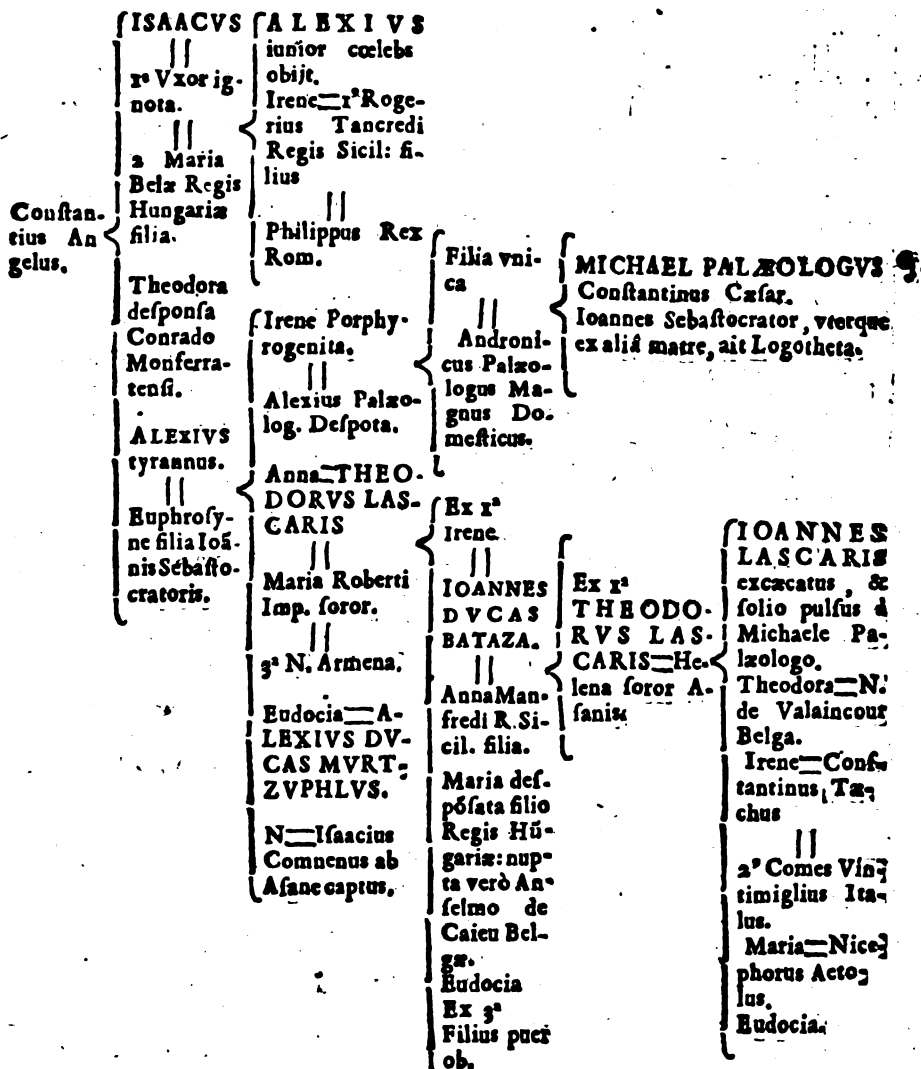 Conſtan-
tius An
gelus.
ISAACVS
1ª Vxor ig-
nota.
2 Maria
Belæ Regis
Hungariæ
filia.
Theodora
deſponſa
Conrado
Monferra-
tenſi.
ALEXIVS
tyrannus.
Euphroſy-
ne filia Ioā-
nis Sebaſto-
cratoris.
ALEXIVS
iunior cœlebs
obijt.
Irene=1ª Roge-
rius Tancredi
Regis Sicil: fi-
lius
Philippus Rex
Rom.
Irene Porphy-
rogenita.
Alexius Palæo-
log. Deſpota.
Anna=THEO-
DORVS LAS-
CARIS
Maria Roberti
Imp. ſoror.
3ª N. Armena.
Eudocia=A-
LEXIVS DV-
CAS MVRT-
ZVPHLVS.
N=Iſaacius
Comnenus ab
Aſane captus.
Filia vni-
ca
Androni-
cus Palæo-
logus Ma-
gnus Do-
meſticus.
MICHAEL PALÆOLOGVS
Conſtantinus Cæſar.
Ioannes Sebaſtocrator, vterque
ex aliâ matre, ait Logotheta.
Ex 1ª
Irene
IOANNES
DVCAS
BATAZA.
Anna Man-
fredi R. Si-
cil. filia.
Maria deſ-
pōſata filio
Regis Hū-
gariæ: nup-
ta verò An-
ſelmo de
Caieu Bel-
gæ.
Eudocia
Ex 3ª
Filius puer
ob.
Ex 1ª
THEODO-
RVS LAS-
CARIS=He-
lena ſoror A-
ſanis
IOANNES
LASCARIS
excæcatus, &
ſolio pulſus à
Michaele Pa-
læologo.
Theodora=N.
de Valaincour
Belga.
Irene=Conſ-
tantinus Tæ-
chus
2º Comes Vin-
timiglius Ita-
lus.
Maria=Nice-
phorus Aeto-
lus.
Eudocia.